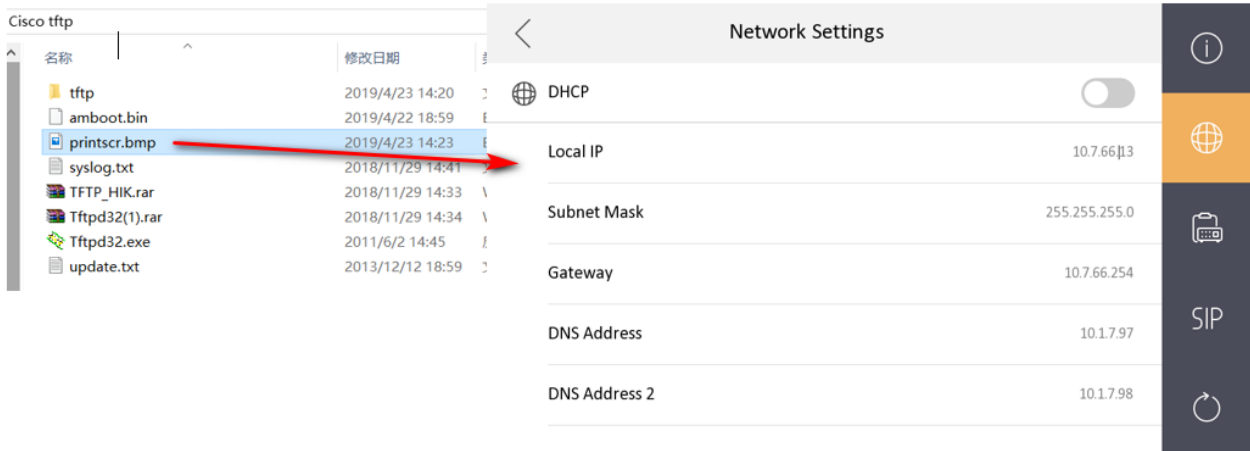 Cisco tftp
名称 修改日期
tftp 2019/4/23 14:20
amboot.bin 2019/4/22 18:59
printscr.bmp 2019/4/23 14:23
syslog.txt 2018/11/29 14:41
TFTP_HIK.rar 2018/11/29 14:33
Tftpd32(1).rar 2018/11/29 14:34
Tftpd32.exe 2011/6/2 14:45
update.txt 2013/12/12 18:59
Network Settings
DHCP
Local IP 10.7.66.13
Subnet Mask 255.255.255.0
Gateway 10.7.66.254
DNS Address 10.1.7.97
DNS Address 2 10.1.7.98
SIP